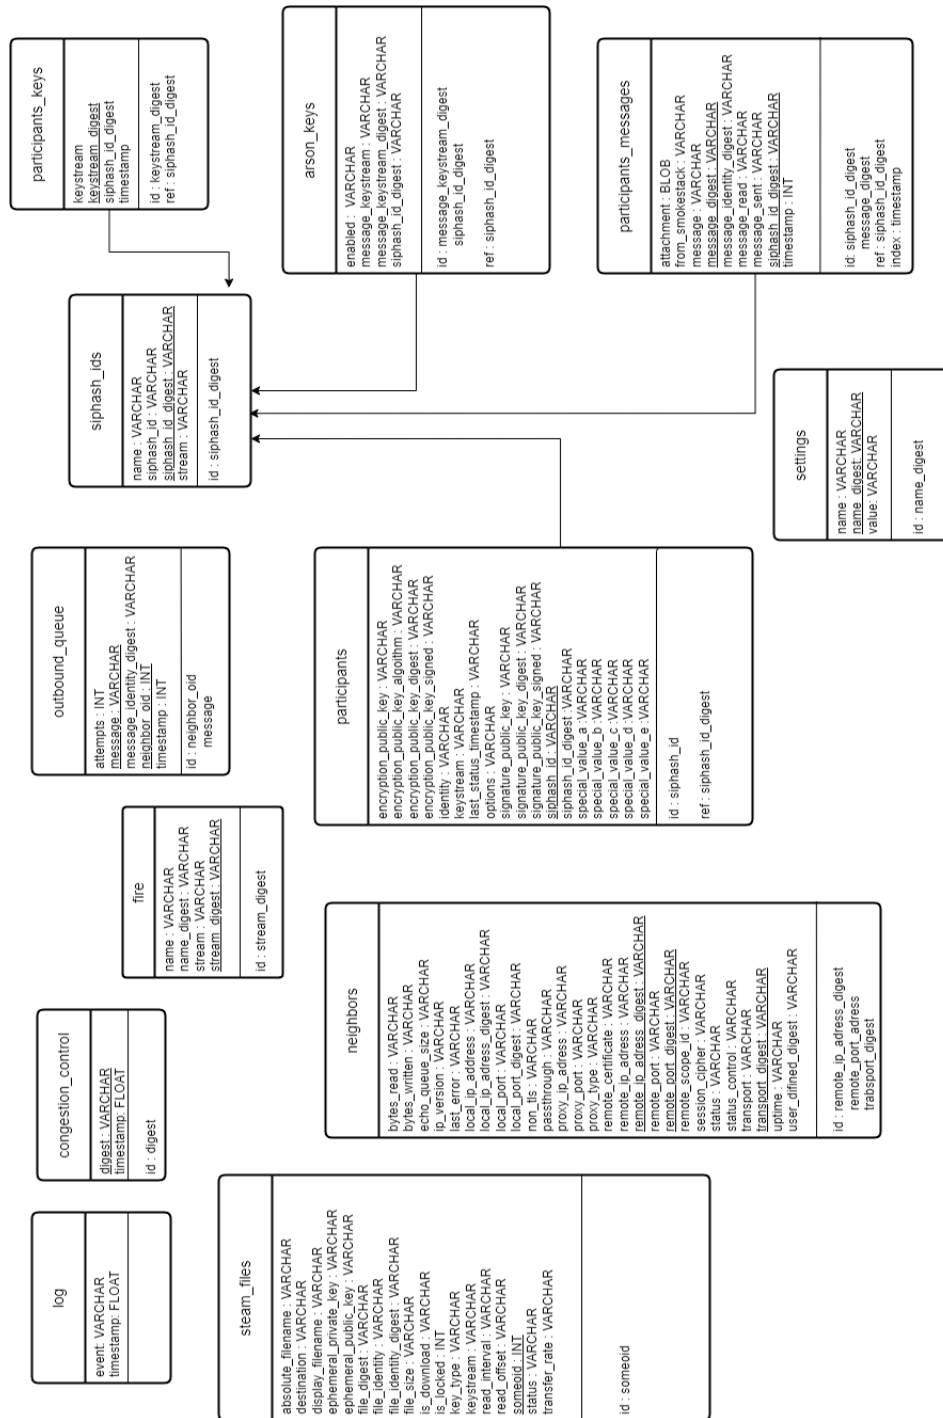 participants_keys
keystream
keystream_digest
siphash_id_digest
timestamp
id : keystream_digest
ref : siphash_id_digest
arson_keys
enabled : VARCHAR
message_keystream : VARCHAR
message_keystream_digest : VARCHAR
siphash_id_digest : VARCHAR
id : message_keystream_digest
siphash_id_digest
ref : siphash_id_digest
participants_messages
attachment : BLOB
from_smokestack : VARCHAR
message : VARCHAR
message_digest : VARCHAR
message_identity_digest : VARCHAR
message_read : VARCHAR
message_sent : VARCHAR
siphash_id_digest : VARCHAR
timestamp : INT
id: siphash_id_digest
message_digest
ref : siphash_id_digest
index : timestamp
siphash_ids
name : VARCHAR
siphash_id : VARCHAR
siphash_id_digest : VARCHAR
stream : VARCHAR
id : siphash_id_digest
settings
name : VARCHAR
name_digest: VARCHAR
value: VARCHAR
id : name_digest
outbound_queue
attempts : INT
message : VARCHAR
message_identity_digest : VARCHAR
neighbor_oid : INT
timestamp : INT
id : neighbor_oid
message
participants
encryption_public_key : VARCHAR
encryption_public_key_algoithm : VARCHAR
encryption_public_key_digest : VARCHAR
encryption_public_key_signed : VARCHAR
identity : VARCHAR
keystream : VARCHAR
last_status_timestamp : VARCHAR
options : VARCHAR
signature_public_key : VARCHAR
signature_public_key_digest : VARCHAR
signature_public_key_signed : VARCHAR
siphash_id : VARCHAR
siphash_id_digest :VARCHAR
special_value_a : VARCHAR
special_value_b : VARCHAR
special_value_c : VARCHAR
special_value_d : VARCHAR
special_value_e : VARCHAR
id : siphash_id
ref : siphash_id_digest
fire
name : VARCHAR
name_digest : VARCHAR
stream : VARCHAR
stream_digest : VARCHAR
id : stream_digest
neighbors
bytes_read : VARCHAR
bytes_written : VARCHAR
echo_queue_size : VARCHAR
ip_version : VARCHAR
last_error : VARCHAR
local_ip_address : VARCHAR
local_ip_adress_digest : VARCHAR
local_port : VARCHAR
local_port_digest : VARCHAR
non_tls : VARCHAR
passthrough : VARCHAR
proxy_ip_adress : VARCHAR
proxy_port : VARCHAR
proxy_type : VARCHAR
remote_certificate : VARCHAR
remote_ip_adress : VARCHAR
remote_ip_adress_digest : VARCHAR
remote_port : VARCHAR
remote_port_digest : VARCHAR
remote_scope_id : VARCHAR
session_cipher : VARCHAR
status : VARCHAR
status_control : VARCHAR
transport : VARCHAR
transport_digest : VARCHAR
uptime : VARCHAR
user_difined_digest : VARCHAR
id : remote_ip_adress_digest
remote_port_adress
trabsport_digest
congestion_control
digest : VARCHAR
timestamp: FLOAT
id : digest
log
event: VARCHAR
timestamp: FLOAT
steam_files
absolute_filename : VARCHAR
destination : VARCHAR
display_filename : VARCHAR
ephemeral_private_key : VARCHAR
ephemeral_public_key : VARCHAR
file_digest : VARCHAR
file_identity : VARCHAR
file_identity_digest : VARCHAR
file_size : VARCHAR
is_download : VARCHAR
is_locked : INT
key_type : VARCHAR
keystream : VARCHAR
read_interval : VARCHAR
read_offset : VARCHAR
someoid : INT
status : VARCHAR
transfer_rate : VARCHAR
id : someoid